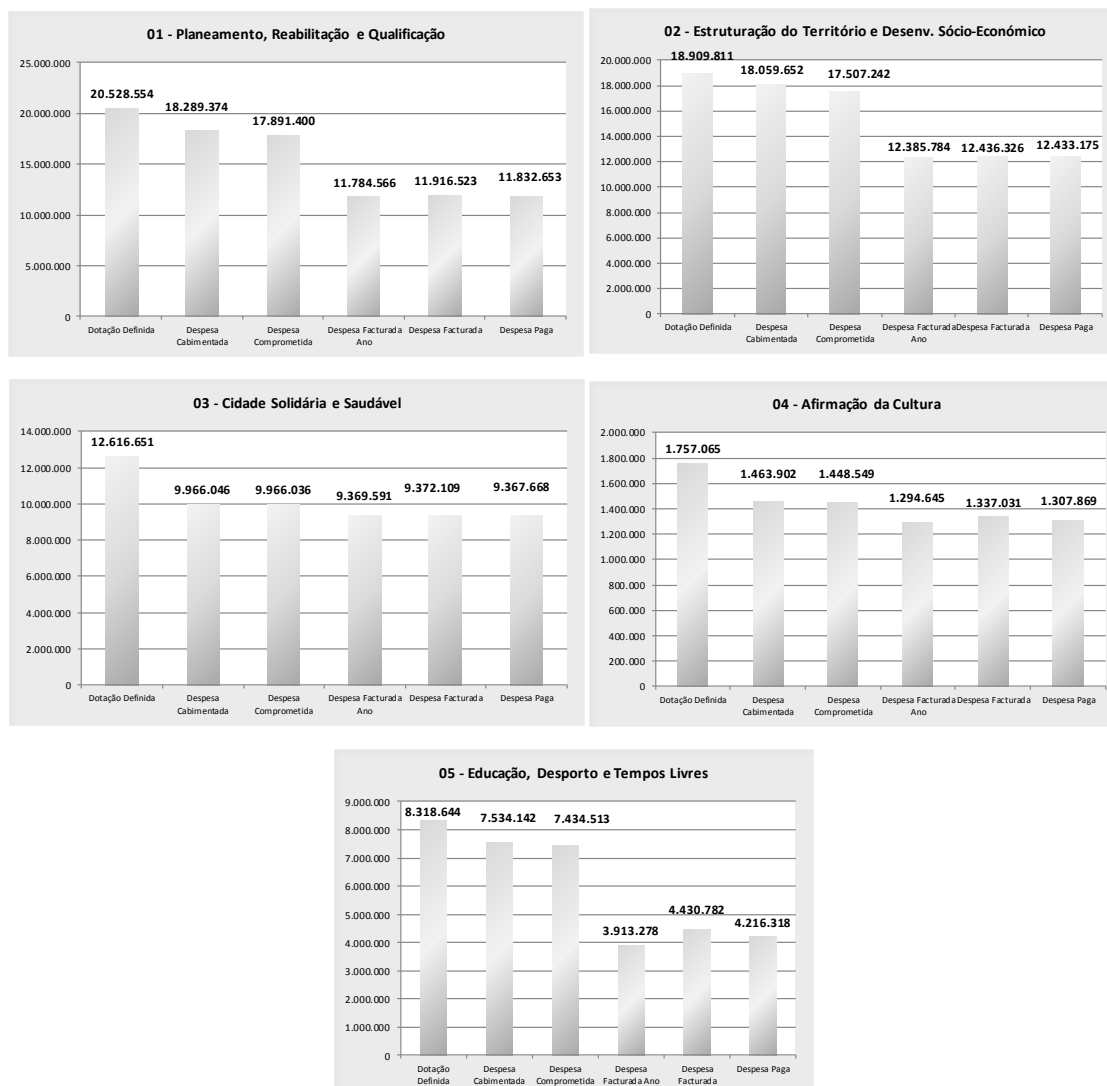 01 - Planeamento, Reabilitação e Qualificação
25.000.000
20.000.000
15.000.000
10.000.000
5.000.000
0
20.528.554
18.289.374
17.891.400
11.784.566
11.916.523
11.832.653
Dotação Definida
Despesa
Cabimentada
Despesa
Comprometida
Despesa Facturada
Ano
Despesa Facturada
Despesa Paga
02 - Estruturação do Território e Desenv. Sócio-Económico
20.000.000
18.000.000
16.000.000
14.000.000
12.000.000
10.000.000
8.000.000
6.000.000
4.000.000
2.000.000
0
18.909.811
18.059.652
17.507.242
12.385.784
12.436.326
12.433.175
Dotação Definida
Despesa
Cabimentada
Despesa
Comprometida
Despesa Facturada
Ano
Despesa Facturada
Despesa Paga
03 - Cidade Solidária e Saudável
14.000.000
12.000.000
10.000.000
8.000.000
6.000.000
4.000.000
2.000.000
0
12.616.651
9.966.046
9.966.036
9.369.591
9.372.109
9.367.668
Dotação Definida
Despesa
Cabimentada
Despesa
Comprometida
Despesa Facturada
Ano
Despesa Facturada
Despesa Paga
04 - Afirmação da Cultura
2.000.000
1.800.000
1.600.000
1.400.000
1.200.000
1.000.000
800.000
600.000
400.000
200.000
0
1.757.065
1.463.902
1.448.549
1.294.645
1.337.031
1.307.869
Dotação Definida
Despesa
Cabimentada
Despesa
Comprometida
Despesa Facturada
Ano
Despesa Facturada
Despesa Paga
05 - Educação, Desporto e Tempos Livres
9.000.000
8.000.000
7.000.000
6.000.000
5.000.000
4.000.000
3.000.000
2.000.000
1.000.000
0
8.318.644
7.534.142
7.434.513
3.913.278
4.430.782
4.216.318
Dotação
Definida
Despesa
Cabimentada
Despesa
Comprometida
Despesa
Facturada Ano
Despesa
Facturada
Despesa Paga